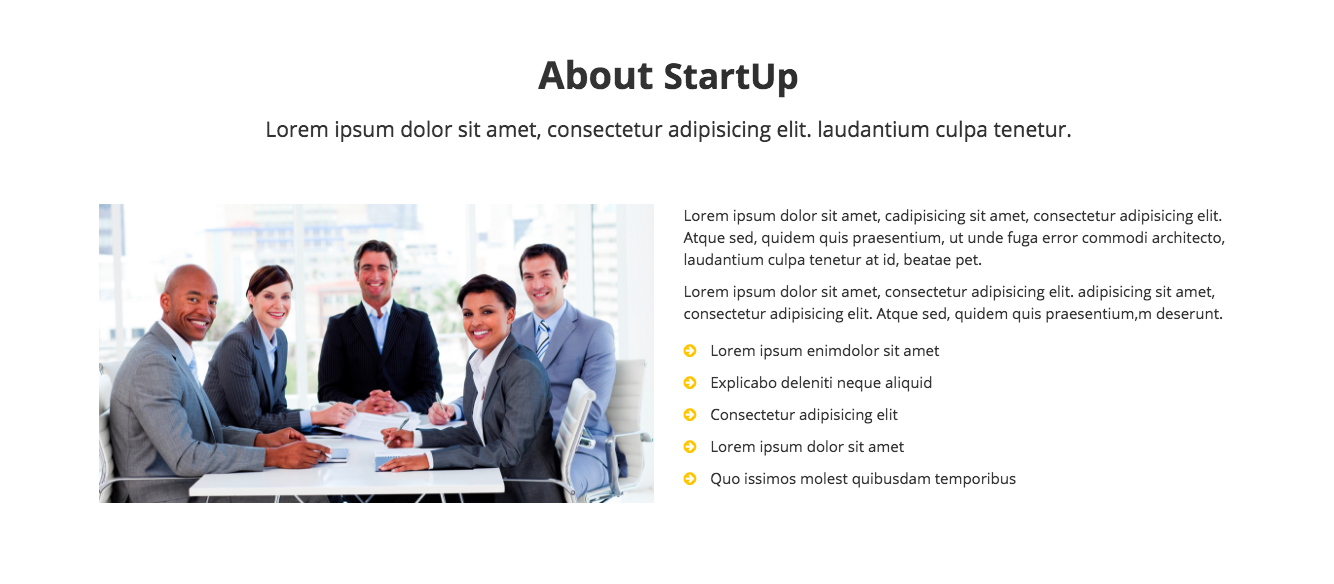 About StartUp
Lorem ipsum dolor sit amet, consectetur adipisicing elit. laudantium culpa tenetur.
Lorem ipsum dolor sit amet, cadipisicing sit amet, consectetur adipisicing elit.
Atque sed, quidem quis praesentium, ut unde fuga error commodi architecto,
laudantium culpa tenetur at id, beatae pet.
Lorem ipsum dolor sit amet, consectetur adipisicing elit. adipisicing sit amet,
consectetur adipisicing elit. Atque sed, quidem quis praesentium,m deserunt.
Lorem ipsum enimdolor sit amet
Explicabo deleniti neque aliquid
Consectetur adipisicing elit
Lorem ipsum dolor sit amet
Quo issimos molest quibusdam temporibus